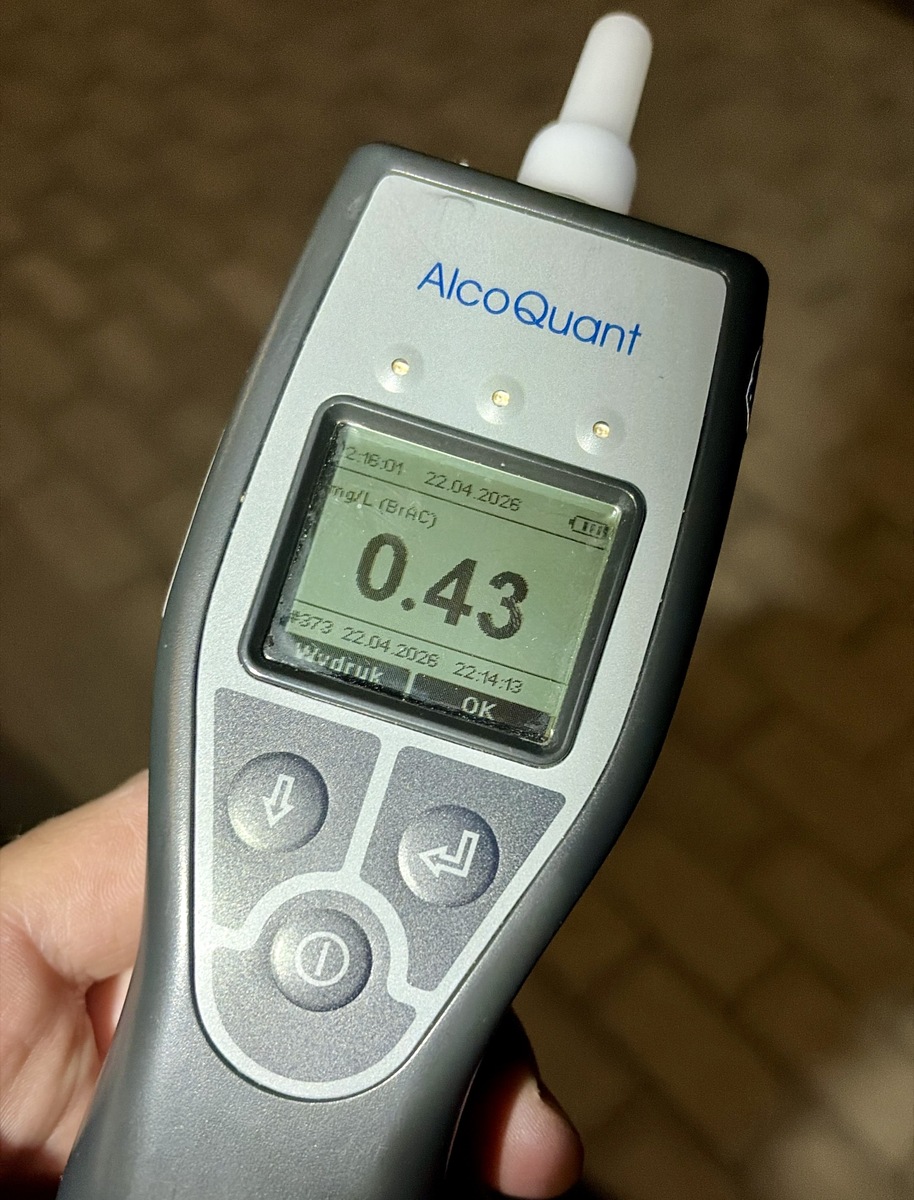 AlcoQuant
22:16:01 22.04.2026
mg/L (BrAC)
0.43
#373 22.04.2026 22:14:13
Wydruk OK